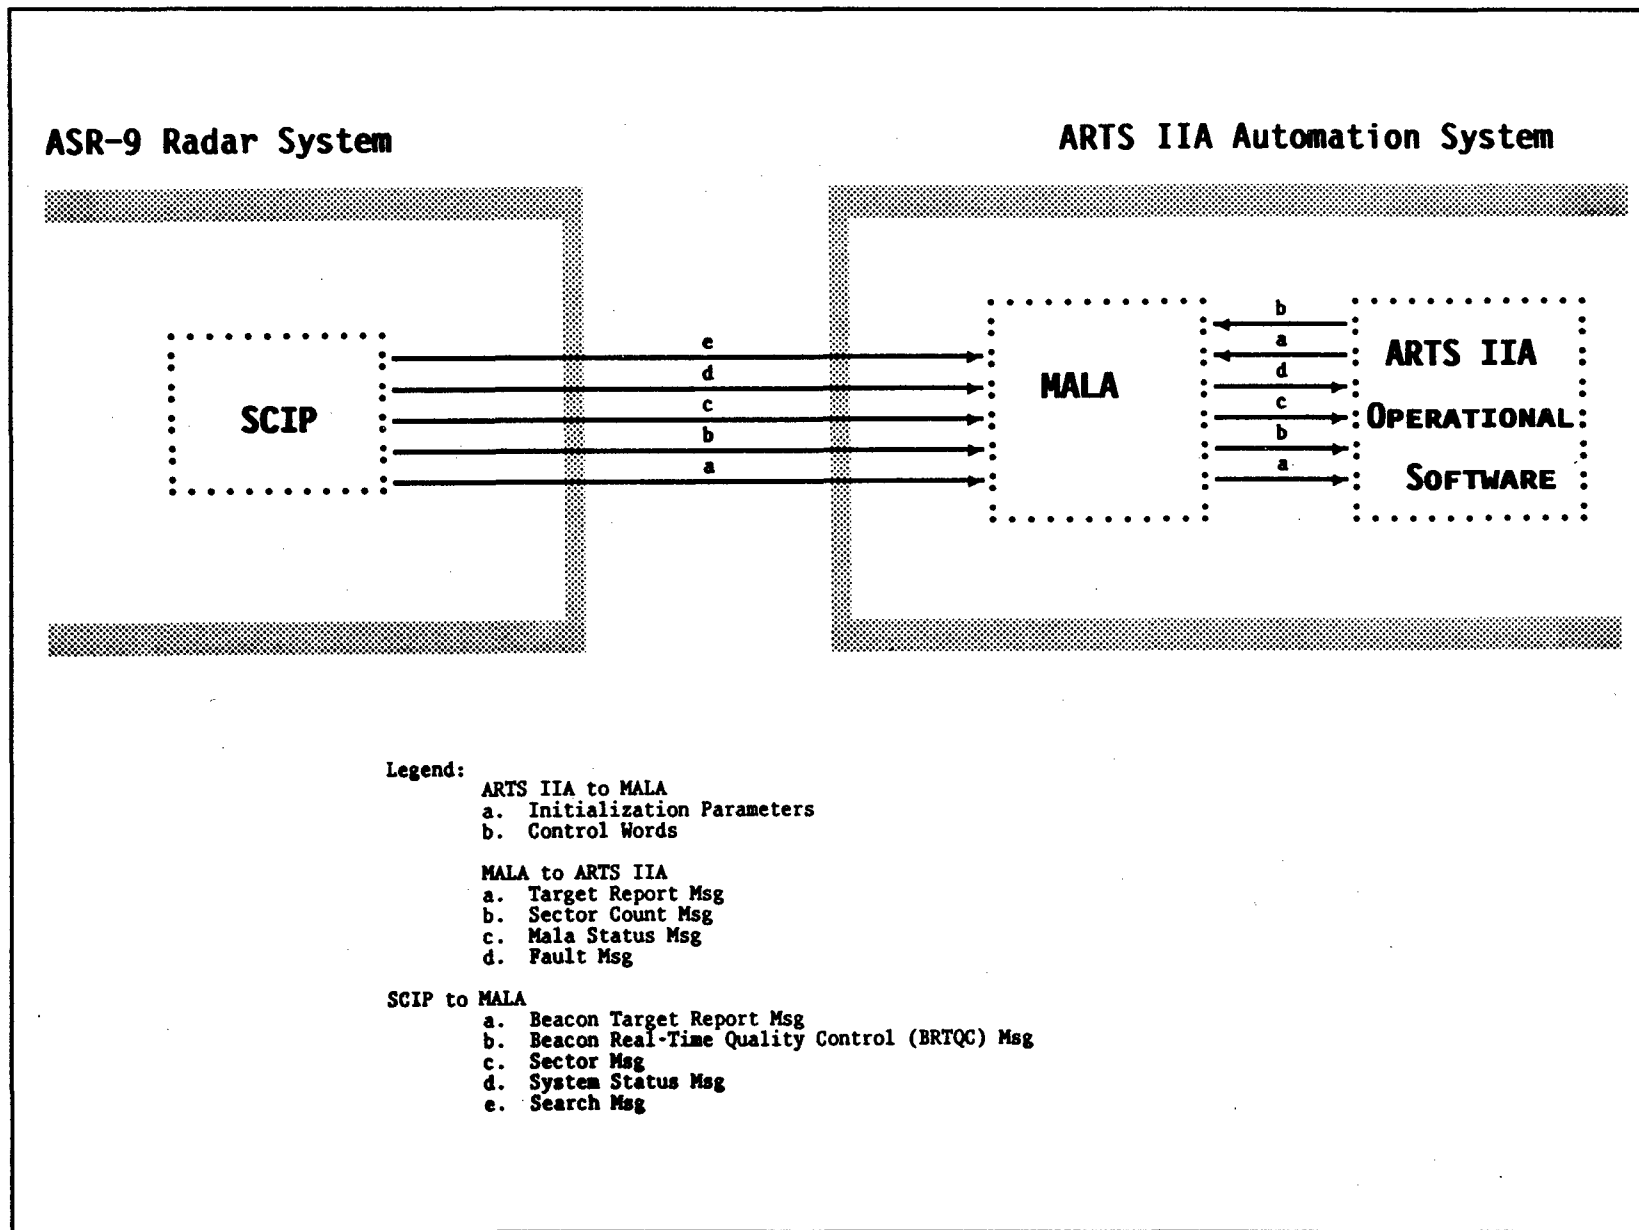 ASR-9 Radar System
ARTS IIA Automation System
SCIP
e
d
c
b
a
MALA
b
a
d
c
b
a
ARTS IIA
OPERATIONAL
SOFTWARE
Legend:
ARTS IIA to MALA
a. Initialization Parameters
b. Control Words
MALA to ARTS IIA
a. Target Report Msg
b. Sector Count Msg
c. Mala Status Msg
d. Fault Msg
SCIP to MALA
a. Beacon Target Report Msg
b. Beacon Real-Time Quality Control (BRTQC) Msg
c. Sector Msg
d. System Status Msg
e. Search Msg